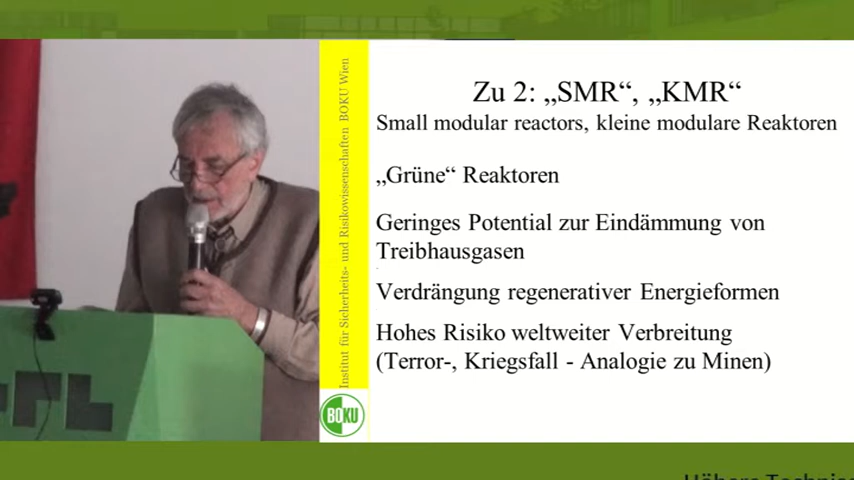 Zu 2: „SMR“, „KMR“
Small modular reactors, kleine modulare Reaktoren
„Grüne“ Reaktoren
Geringes Potential zur Eindämmung von
Treibhausgasen
Verdrängung regenerativer Energieformen
Hohes Risiko weltweiter Verbreitung
(Terror-, Kriegsfall - Analogie zu Minen)
Institut für Sicherheits- und Risikowissenschaften BOKU Wien
BOKU